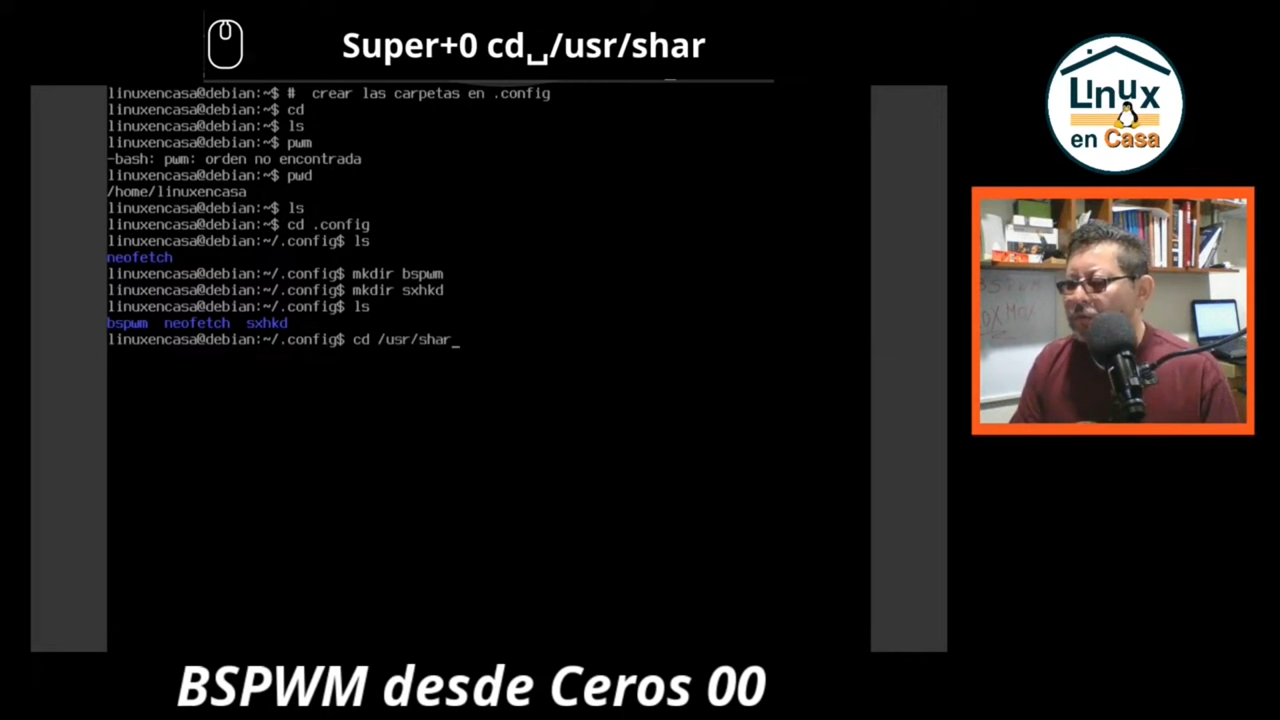 Super+0 cd␣/usr/shar
linuxencasa@debian:~$ #  crear las carpetas en .config
linuxencasa@debian:~$ cd
linuxencasa@debian:~$ ls
linuxencasa@debian:~$ pwm
-bash: pwm: orden no encontrada
linuxencasa@debian:~$ pwd
/home/linuxencasa
linuxencasa@debian:~$ ls
linuxencasa@debian:~$ cd .config
linuxencasa@debian:~/.config$ ls
neofetch
linuxencasa@debian:~/.config$ mkdir bspwm
linuxencasa@debian:~/.config$ mkdir sxhkd
linuxencasa@debian:~/.config$ ls
bspwm  neofetch  sxhkd
linuxencasa@debian:~/.config$ cd /usr/shar_
LInux
en Casa
BSPWM desde Ceros 00